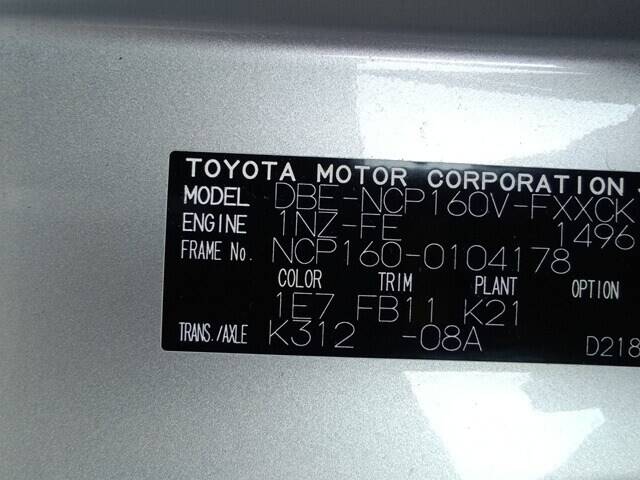 TOYOTA MOTOR CORPORATION
MODEL DBE-NCP160V-FXXCK
ENGINE 1NZ-FE 1496
FRAME No. NCP160-0104178
COLOR TRIM PLANT OPTION
1E7 FB11 K21
TRANS./AXLE K312 -08A D218